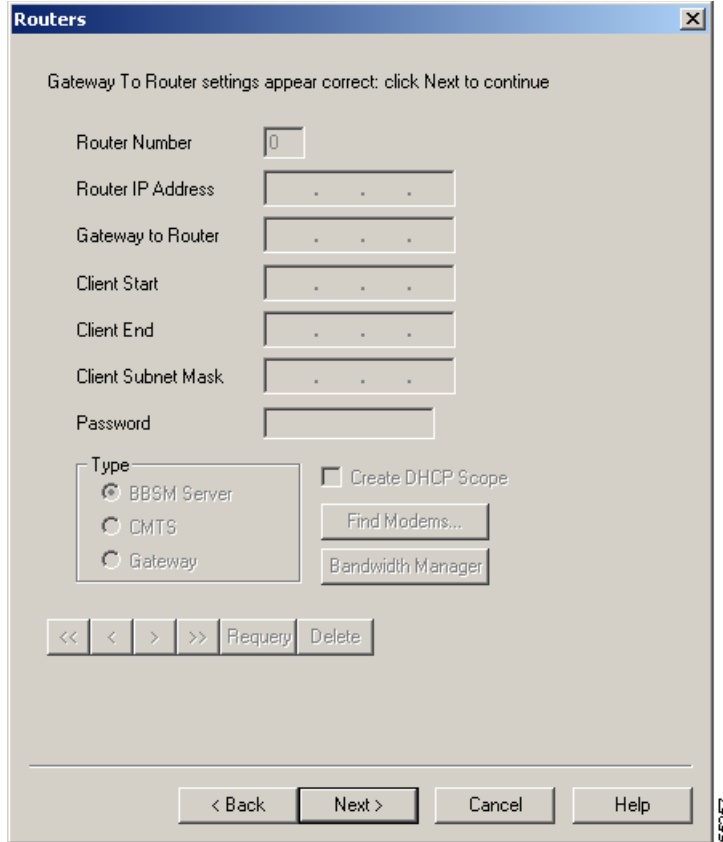 Routers
Gateway To Router settings appear correct: click Next to continue
Router Number 0
Router IP Address . . .
Gateway to Router . . .
Client Start . . .
Client End . . .
Client Subnet Mask . . .
Password
Type
BBSM Server
CMTS
Gateway
Create DHCP Scope
Find Modems...
Bandwidth Manager
<< < > >> Requery Delete
< Back Next > Cancel Help